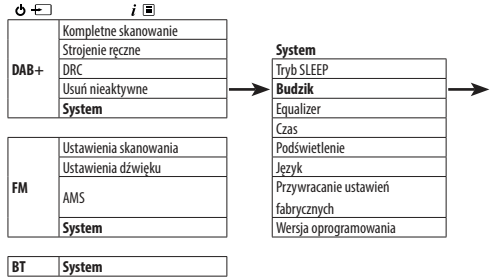 i
Kompletne skanowanie
Strojenie ręczne
DAB+
DRC
Usuń nieaktywne
System
Ustawienia skanowania
Ustawienia dźwięku
FM
AMS
System
BT
System
System
Tryb SLEEP
Budzik
Equalizer
Czas
Podświetlenie
Język
Przywracanie ustawień
fabrycznych
Wersja oprogramowania